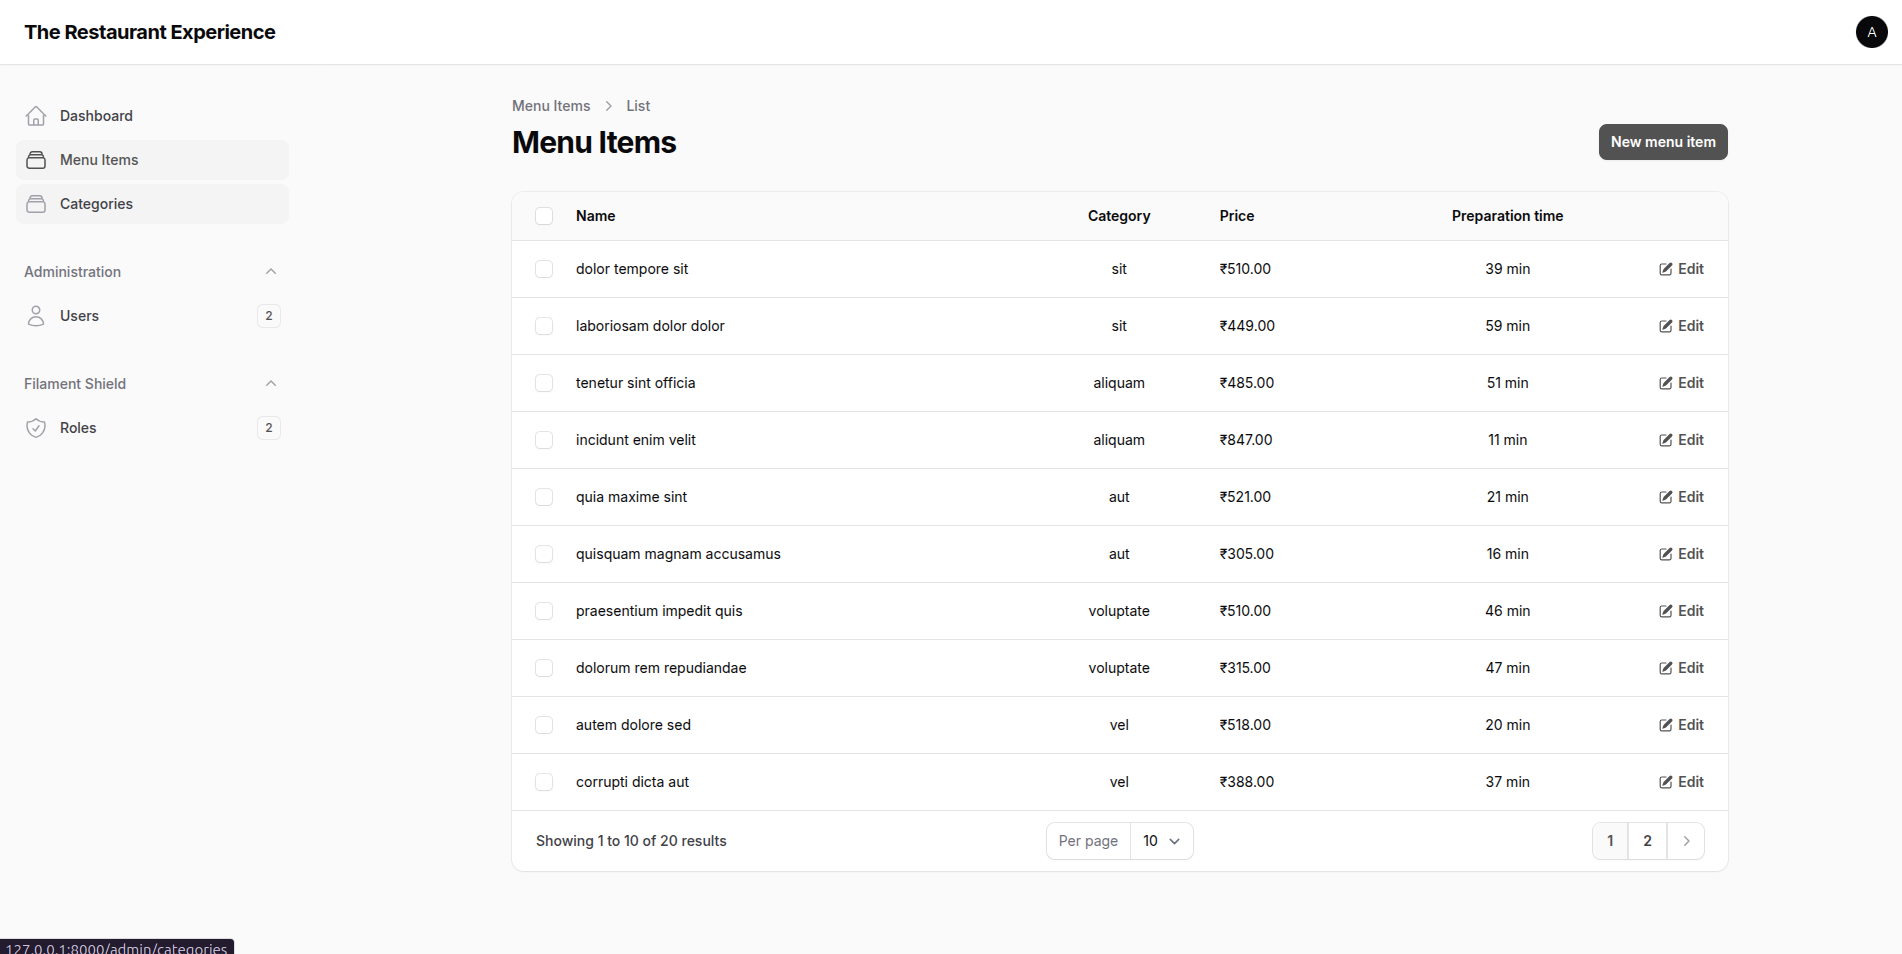 The Restaurant Experience
A
Dashboard
Menu Items
Categories
Administration
Users 2
Filament Shield
Roles 2
Menu Items > List
Menu Items
New menu item
Name Category Price Preparation time
dolor tempore sit sit ₹510.00 39 min Edit
laboriosam dolor dolor sit ₹449.00 59 min Edit
tenetur sint officia aliquam ₹485.00 51 min Edit
incidunt enim velit aliquam ₹847.00 11 min Edit
quia maxime sint aut ₹521.00 21 min Edit
quisquam magnam accusamus aut ₹305.00 16 min Edit
praesentium impedit quis voluptate ₹510.00 46 min Edit
dolorum rem repudiandae voluptate ₹315.00 47 min Edit
autem dolore sed vel ₹518.00 20 min Edit
corrupti dicta aut vel ₹388.00 37 min Edit
Showing 1 to 10 of 20 results Per page 10 1 2
127.0.0.1:8000/admin/categories